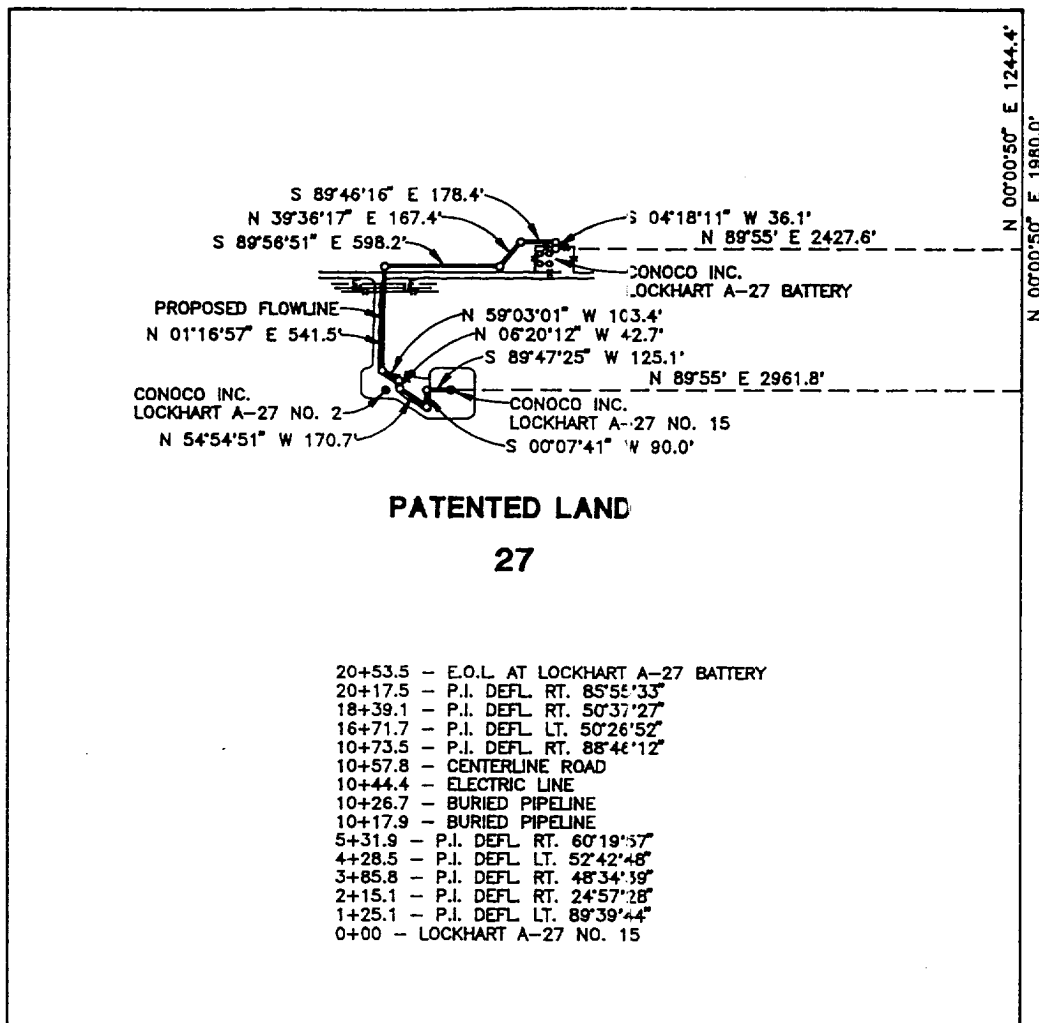 N 00°00'50" E 1244.4'
N 00°00'50" E 1980.0'
S 89°46'16" E 178.4'
N 39°36'17" E 167.4'
S 89°56'51" E 598.2'
S 04°18'11" W 36.1'
N 89°55' E 2427.6'
CONOCO INC.
LOCKHART A-27 BATTERY
PROPOSED FLOWLINE
N 01°16'57" E 541.5'
N 59°03'01" W 103.4'
N 06°20'12" W 42.7'
S 89°47'25" W 125.1'
N 89°55' E 2961.8'
CONOCO INC.
LOCKHART A-27 NO. 2
N 54°54'51" W 170.7'
CONOCO INC.
LOCKHART A-27 NO. 15
S 00°07'41" W 90.0'
PATENTED LAND
27
20+53.5 – E.O.L. AT LOCKHART A-27 BATTERY
20+17.5 – P.I. DEFL. RT. 85°55'33"
18+39.1 – P.I. DEFL. RT. 50°37'27"
16+71.7 – P.I. DEFL. LT. 50°26'52"
10+73.5 – P.I. DEFL. RT. 88°46'12"
10+57.8 – CENTERLINE ROAD
10+44.4 – ELECTRIC LINE
10+26.7 – BURIED PIPELINE
10+17.9 – BURIED PIPELINE
5+31.9 – P.I. DEFL. RT. 60°19'57"
4+28.5 – P.I. DEFL. LT. 52°42'48"
3+85.8 – P.I. DEFL. RT. 48°34'39"
2+15.1 – P.I. DEFL. RT. 24°57'28"
1+25.1 – P.I. DEFL. LT. 89°39'44"
0+00 – LOCKHART A-27 NO. 15